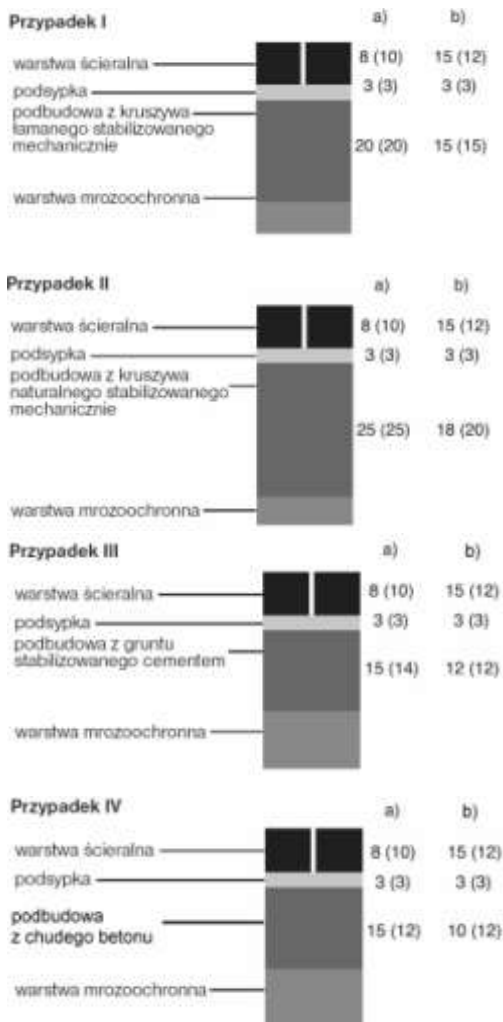 Przypadek I a) b)
warstwa ścieralna 8 (10) 15 (12)
podsypka 3 (3) 3 (3)
podbudowa z kruszywa
łamanego stabilizowanego
mechanicznie 20 (20) 15 (15)
warstwa mrozoochronna
Przypadek II a) b)
warstwa ścieralna 8 (10) 15 (12)
podsypka 3 (3) 3 (3)
podbudowa z kruszywa
naturalnego stabilizowanego
mechanicznie
25 (25) 18 (20)
warstwa mrozoochronna
Przypadek III a) b)
warstwa ścieralna 8 (10) 15 (12)
podsypka 3 (3) 3 (3)
podbudowa z gruntu
stabilizowanego cementem 15 (14) 12 (12)
warstwa mrozoochronna
Przypadek IV a) b)
warstwa ścieralna 8 (10) 15 (12)
podsypka 3 (3) 3 (3)
podbudowa
z chudego betonu 15 (12) 10 (12)
warstwa mrozoochronna